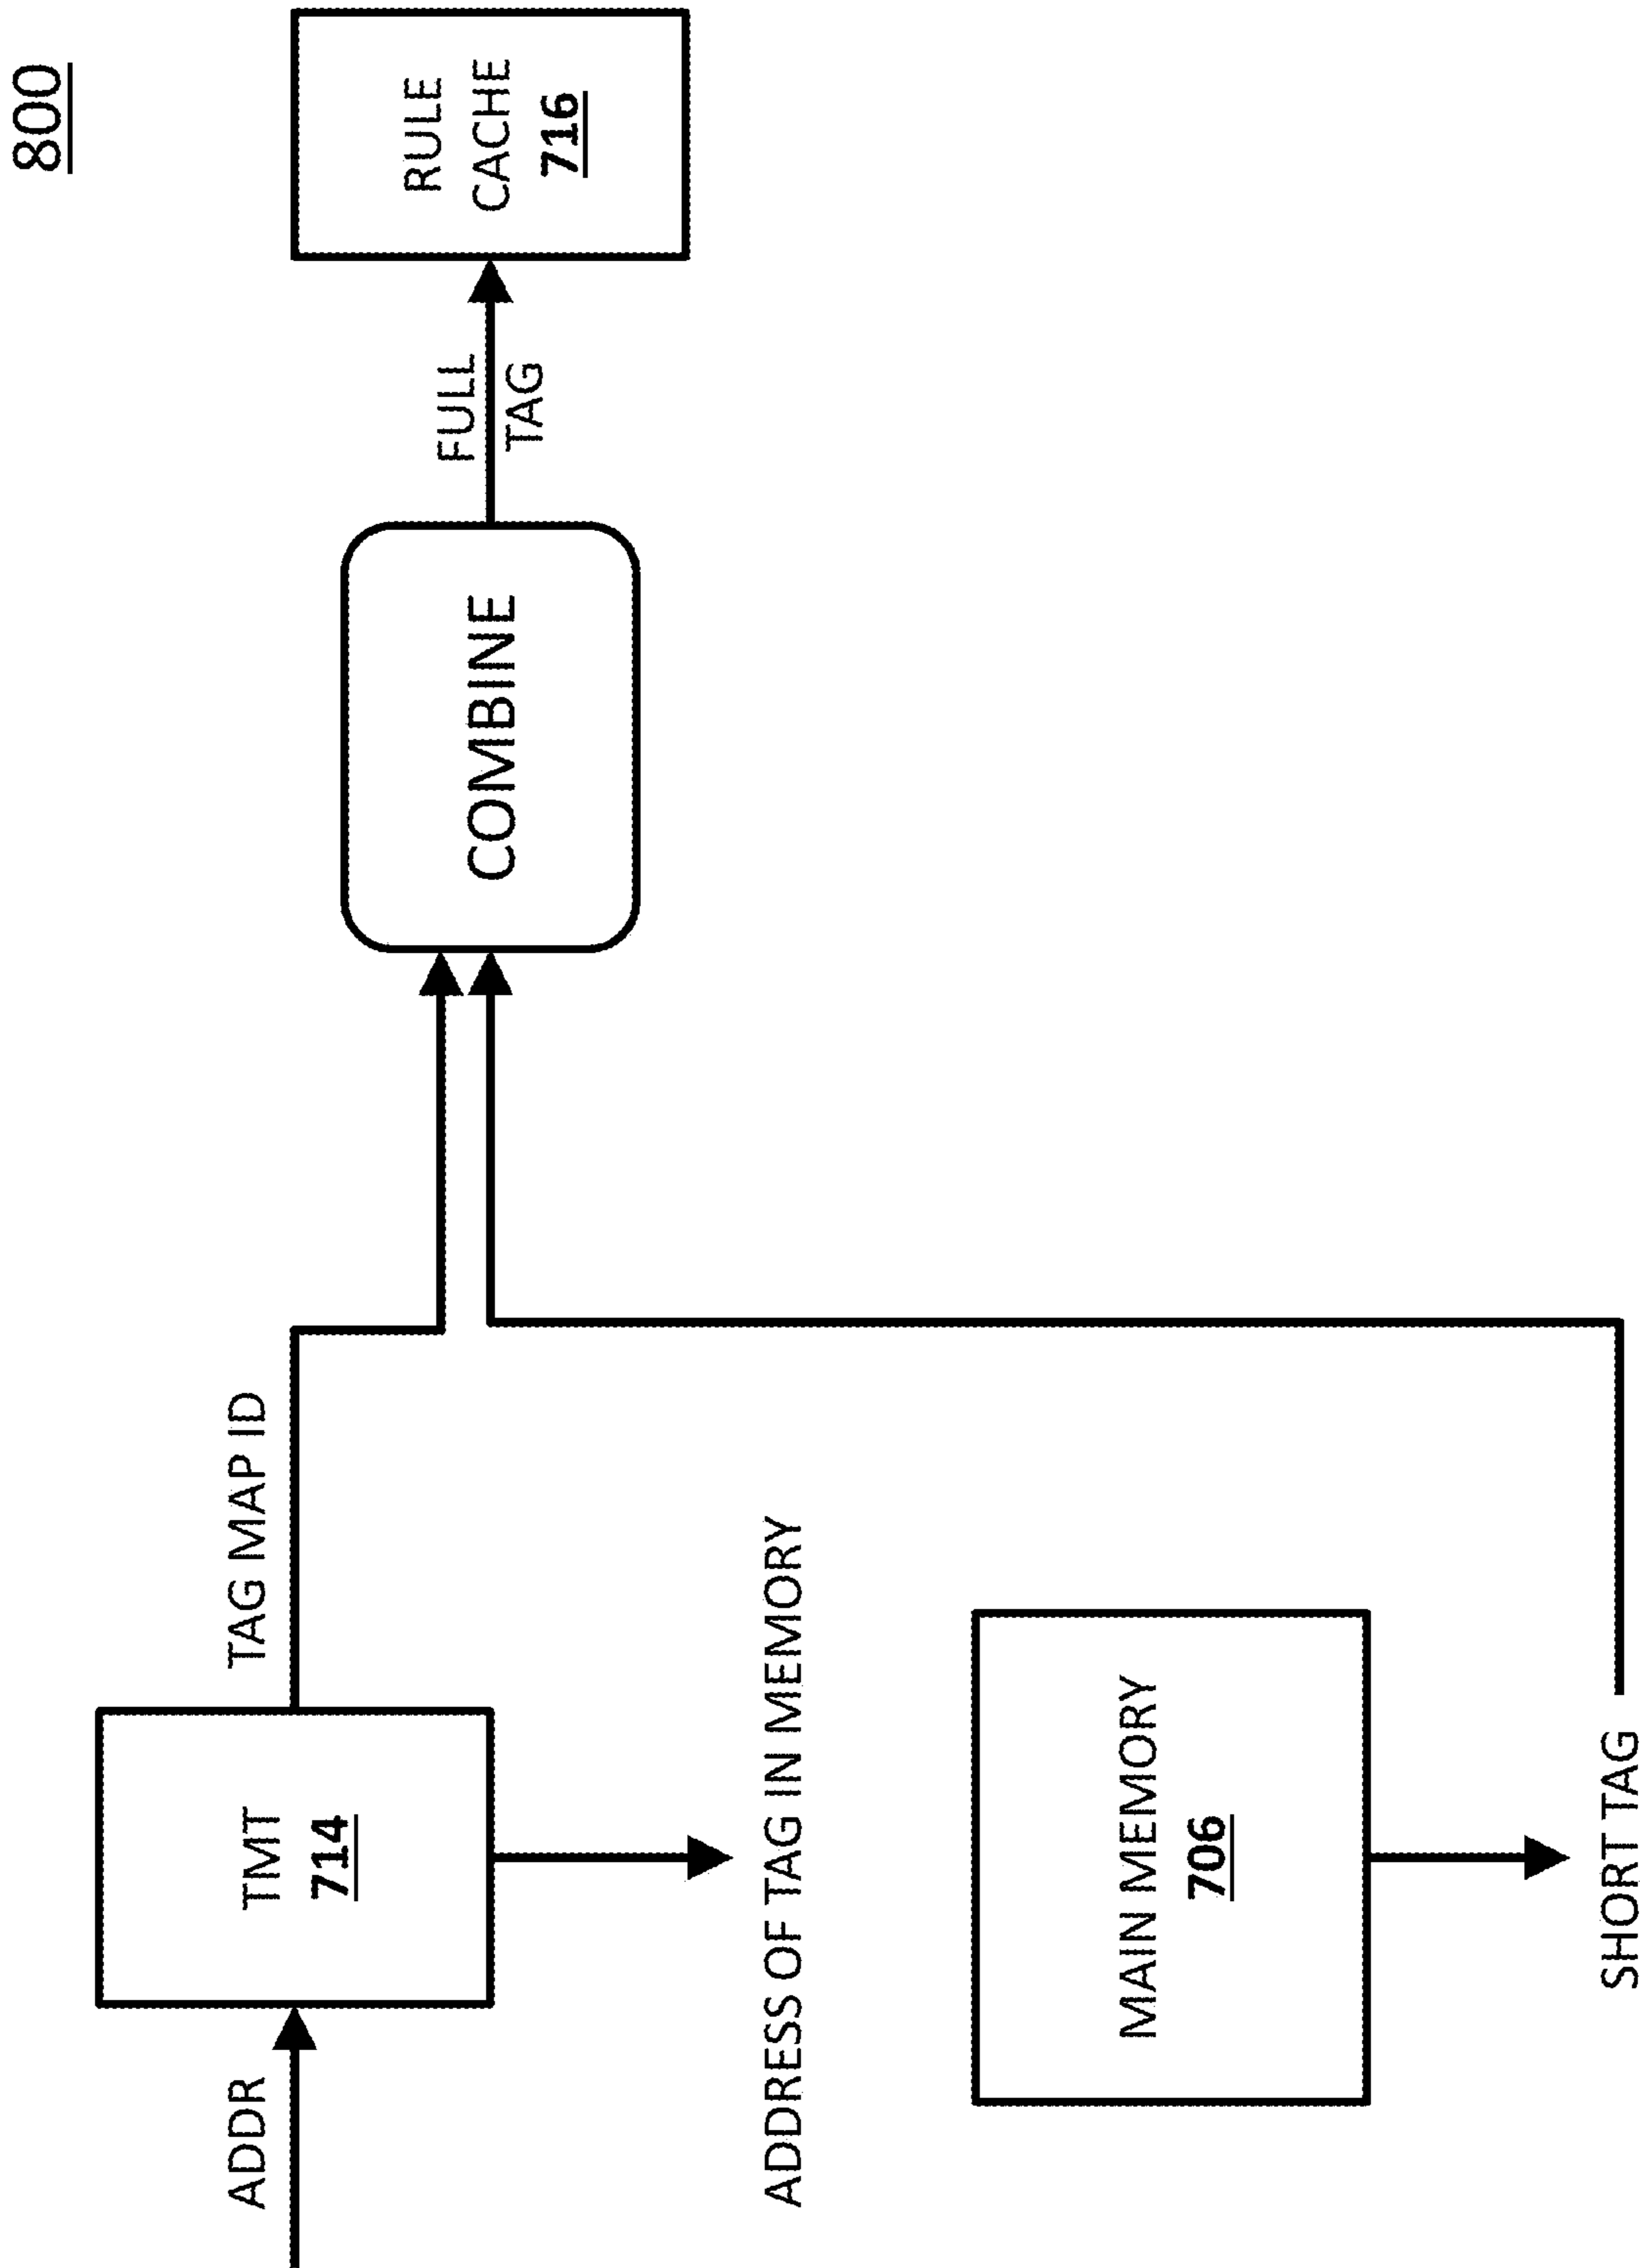 800
ADDR
TMT
714
TAG MAP ID
ADDRESS OF TAG IN MEMORY
MAIN MEMORY
706
SHORT TAG
COMBINE
FULL
TAG
RULE
CACHE
716